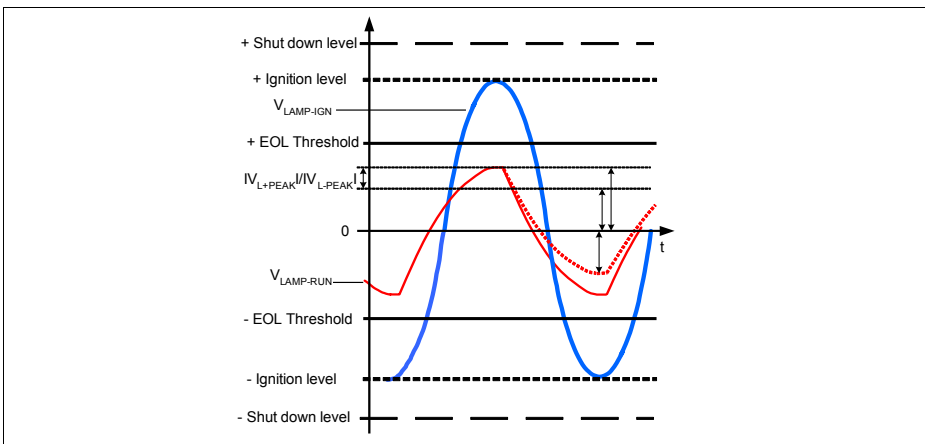 + Shut down level
+ Ignition level
VLAMP-IGN
+ EOL Threshold
IVL+PEAKI/IVL-PEAKI
0
t
VLAMP-RUN
- EOL Threshold
- Ignition level
- Shut down level